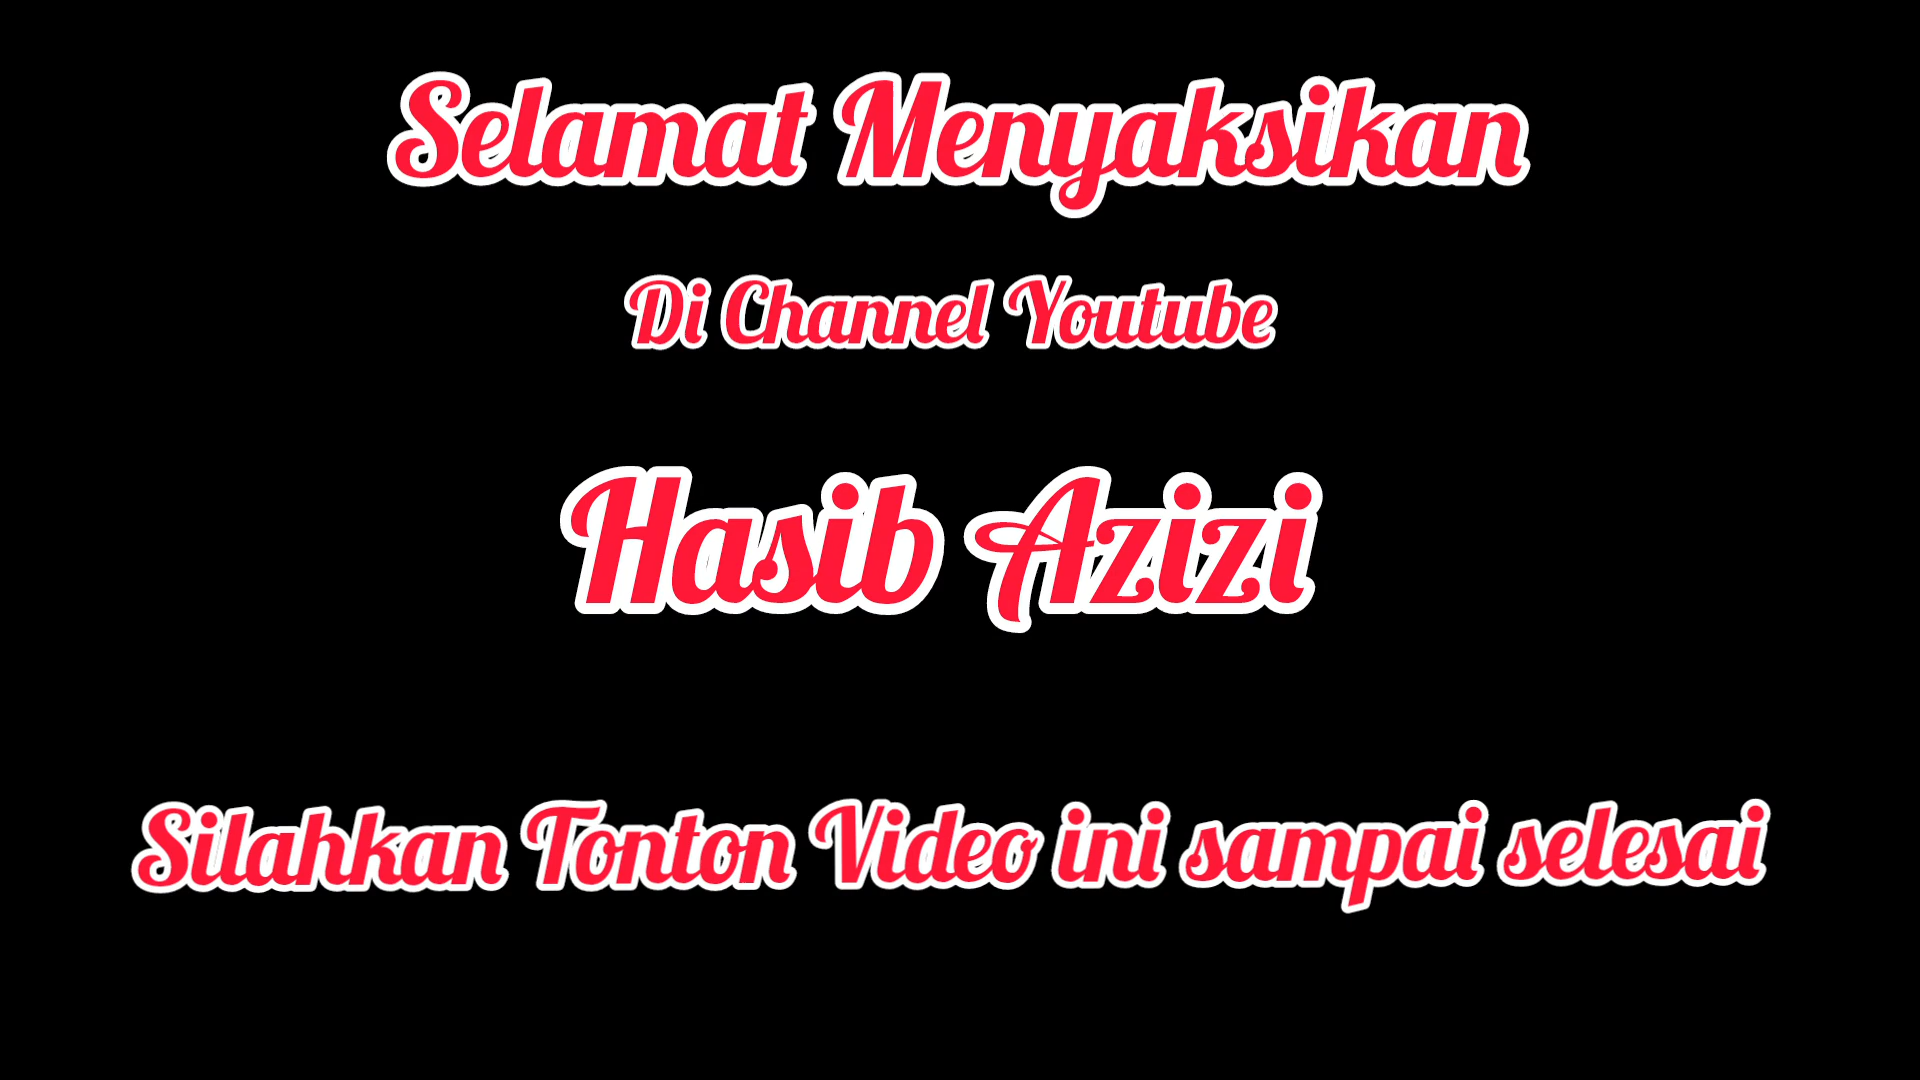 Selamat Menyaksikan
Di Channel Youtube
Hasib Azizi
Silahkan Tonton Video ini sampai selesai